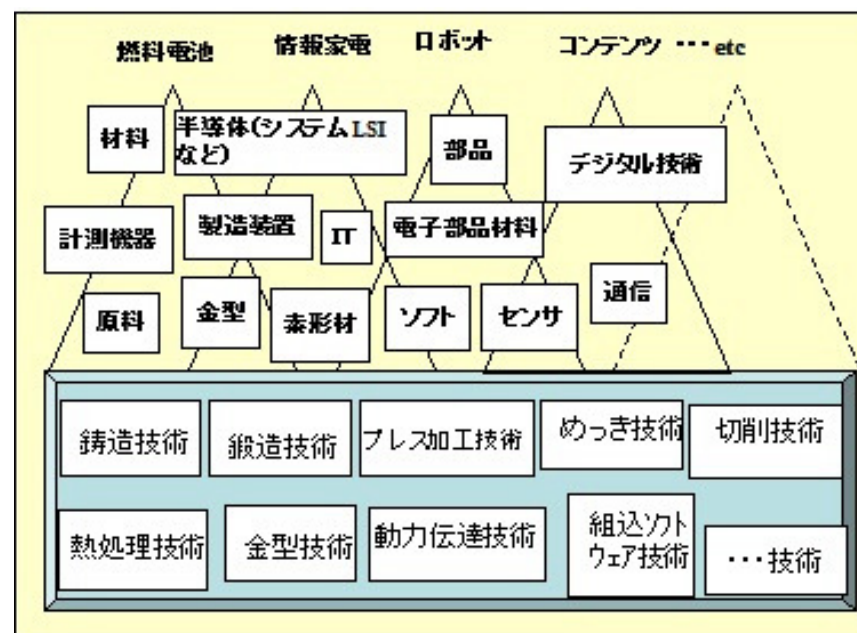 燃料電池 情報家電 ロボット コンテンツ ・・・etc
材料
半導体(システムLSI
など)
部品
デジタル技術
計測機器
製造装置
IT
電子部品材料
原料
金型
素形材
ソフト
センサ
通信
鋳造技術
鍛造技術
プレス加工技術
めっき技術
切削技術
熱処理技術
金型技術
動力伝達技術
組込ソフト
ウェア技術
・・・技術